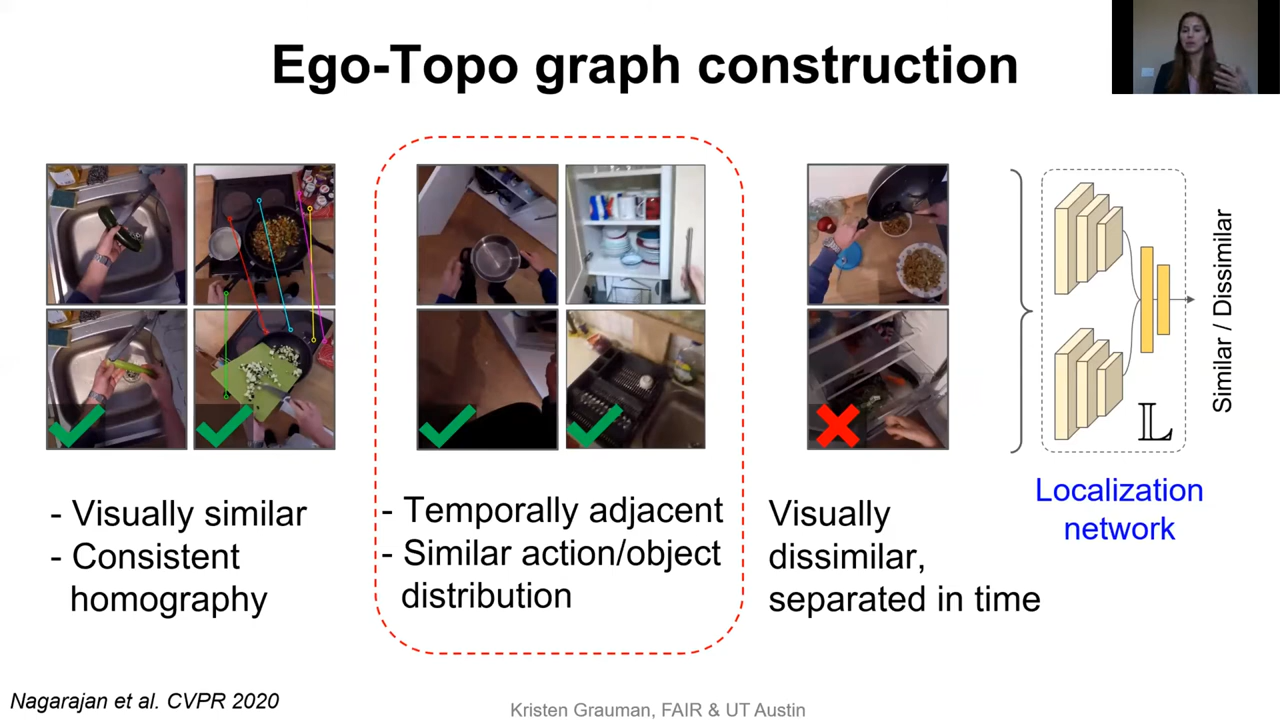 Ego-Topo graph construction
- Visually similar
- Consistent
homography
- Temporally adjacent
- Similar action/object
distribution
Visually
dissimilar,
separated in time
𝕃
Similar / Dissimilar
Localization
network
Nagarajan et al. CVPR 2020
Kristen Grauman, FAIR & UT Austin